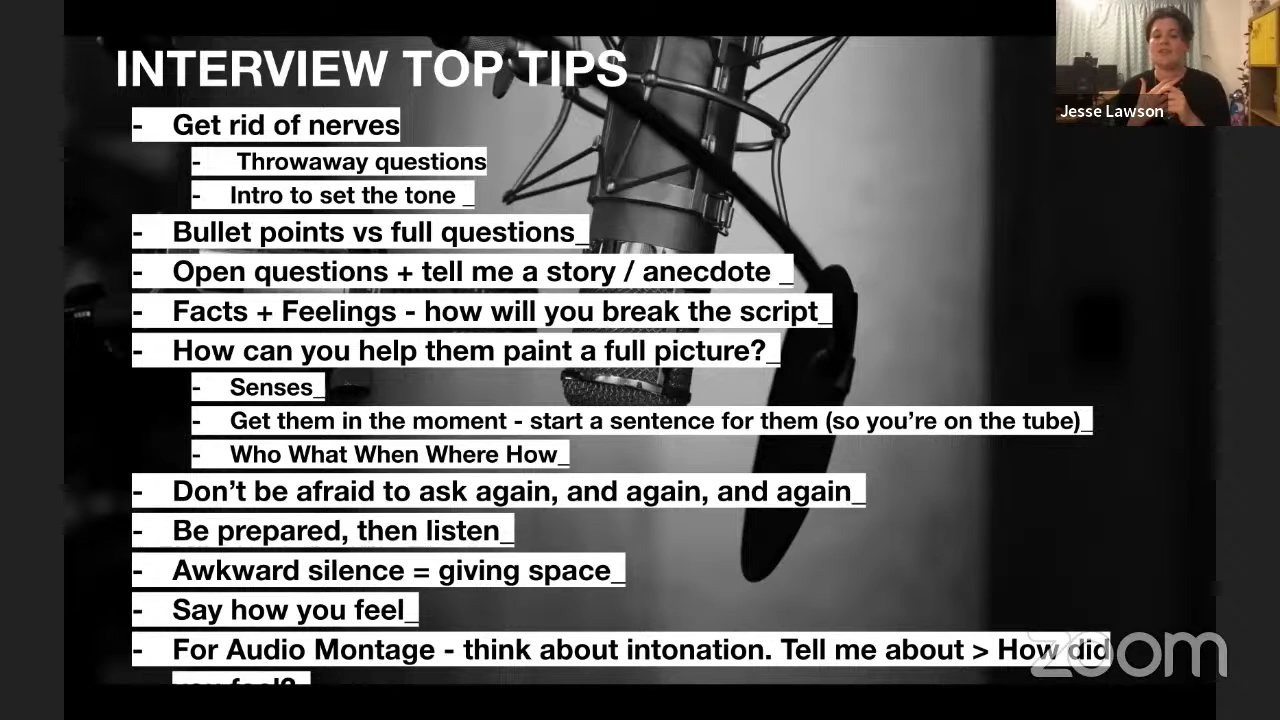 INTERVIEW TOP TIPS
Jesse Lawson
- Get rid of nerves
- Throwaway questions
- Intro to set the tone _
- Bullet points vs full questions_
- Open questions + tell me a story / anecdote _
- Facts + Feelings - how will you break the script_
- How can you help them paint a full picture?_
- Senses_
- Get them in the moment - start a sentence for them (so you’re on the tube)_
- Who What When Where How_
- Don’t be afraid to ask again, and again, and again_
- Be prepared, then listen_
- Awkward silence = giving space_
- Say how you feel_
- For Audio Montage - think about intonation. Tell me about > How did
you feel?_
zoom